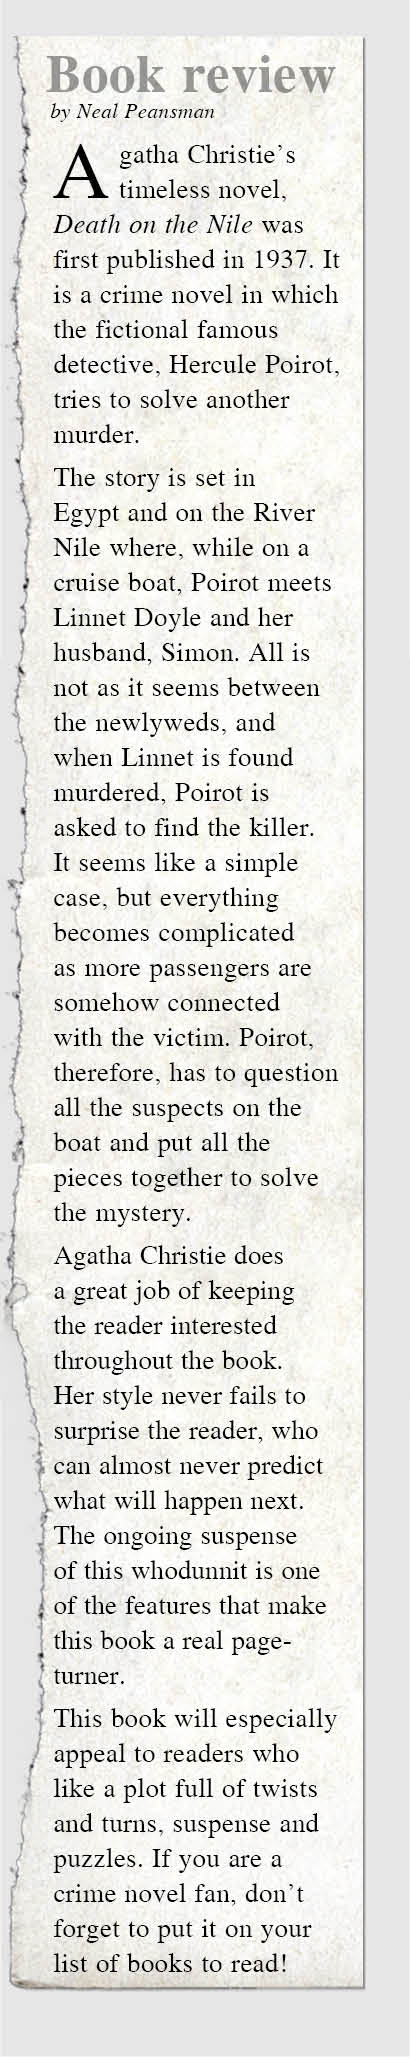 Book review
by Neal Peansman
Agatha Christie's
timeless novel,
Death on the Nile was
first published in 1937. It
is a crime novel in which
the fictional famous
detective, Hercule Poirot,
tries to solve another
murder.
The story is set in
Egypt and on the River
Nile where, while on a
cruise boat, Poirot meets
Linnet Doyle and her
husband, Simon. All is
not as it seems between
the newlyweds, and
when Linnet is found
murdered, Poirot is
asked to find the killer.
It seems like a simple
case, but everything
becomes complicated
as more passengers are
somehow connected
with the victim. Poirot,
therefore, has to question
all the suspects on the
boat and put all the
pieces together to solve
the mystery.
Agatha Christie does
a great job of keeping
the reader interested
throughout the book.
Her style never fails to
surprise the reader, who
can almost never predict
what will happen next.
The ongoing suspense
of this whodunnit is one
of the features that make
this book a real page-
turner.
This book will especially
appeal to readers who
like a plot full of twists
and turns, suspense and
puzzles. If you are a
crime novel fan, don't
forget to put it on your
list of books to read!